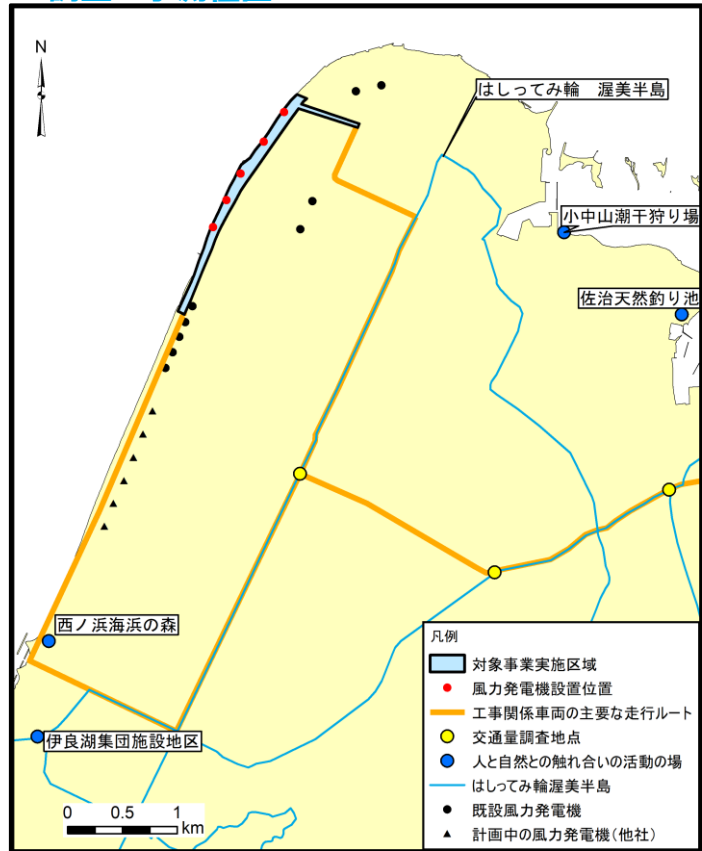 N
はしってみ輪 渥美半島
小中山潮干狩り場
佐治天然釣り池
西ノ浜海浜の森
伊良湖集団施設地区
凡例
対象事業実施区域
風力発電機設置位置
工事関係車両の主要な走行ルート
交通量調査地点
人と自然との触れ合いの活動の場
はしってみ輪渥美半島
既設風力発電機
計画中の風力発電機(他社)
0 0.5 1
km